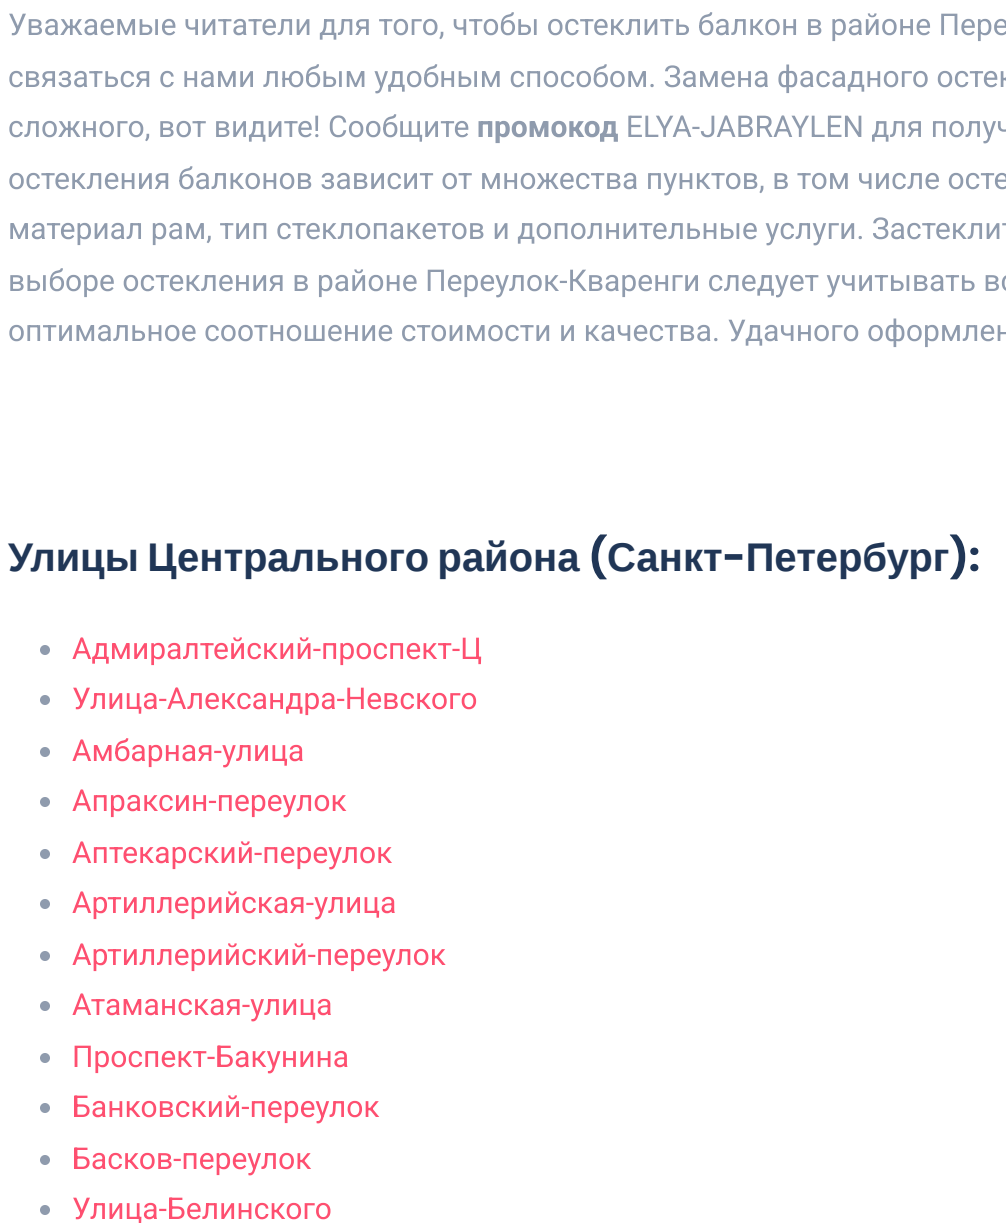 Уважаемые читатели для того, чтобы остеклить балкон в районе Пере
связаться с нами любым удобным способом. Замена фасадного остек
сложного, вот видите! Сообщите промокод ELYA-JABRAYLEN для получ
остекления балконов зависит от множества пунктов, в том числе осте
материал рам, тип стеклопакетов и дополнительные услуги. Застеклит
выборе остекления в районе Переулок-Кваренги следует учитывать вс
оптимальное соотношение стоимости и качества. Удачного оформлен
Улицы Центрального района (Санкт-Петербург):
Адмиралтейский-проспект-Ц
Улица-Александра-Невского
Амбарная-улица
Апраксин-переулок
Аптекарский-переулок
Артиллерийская-улица
Артиллерийский-переулок
Атаманская-улица
Проспект-Бакунина
Банковский-переулок
Басков-переулок
Улица-Белинского